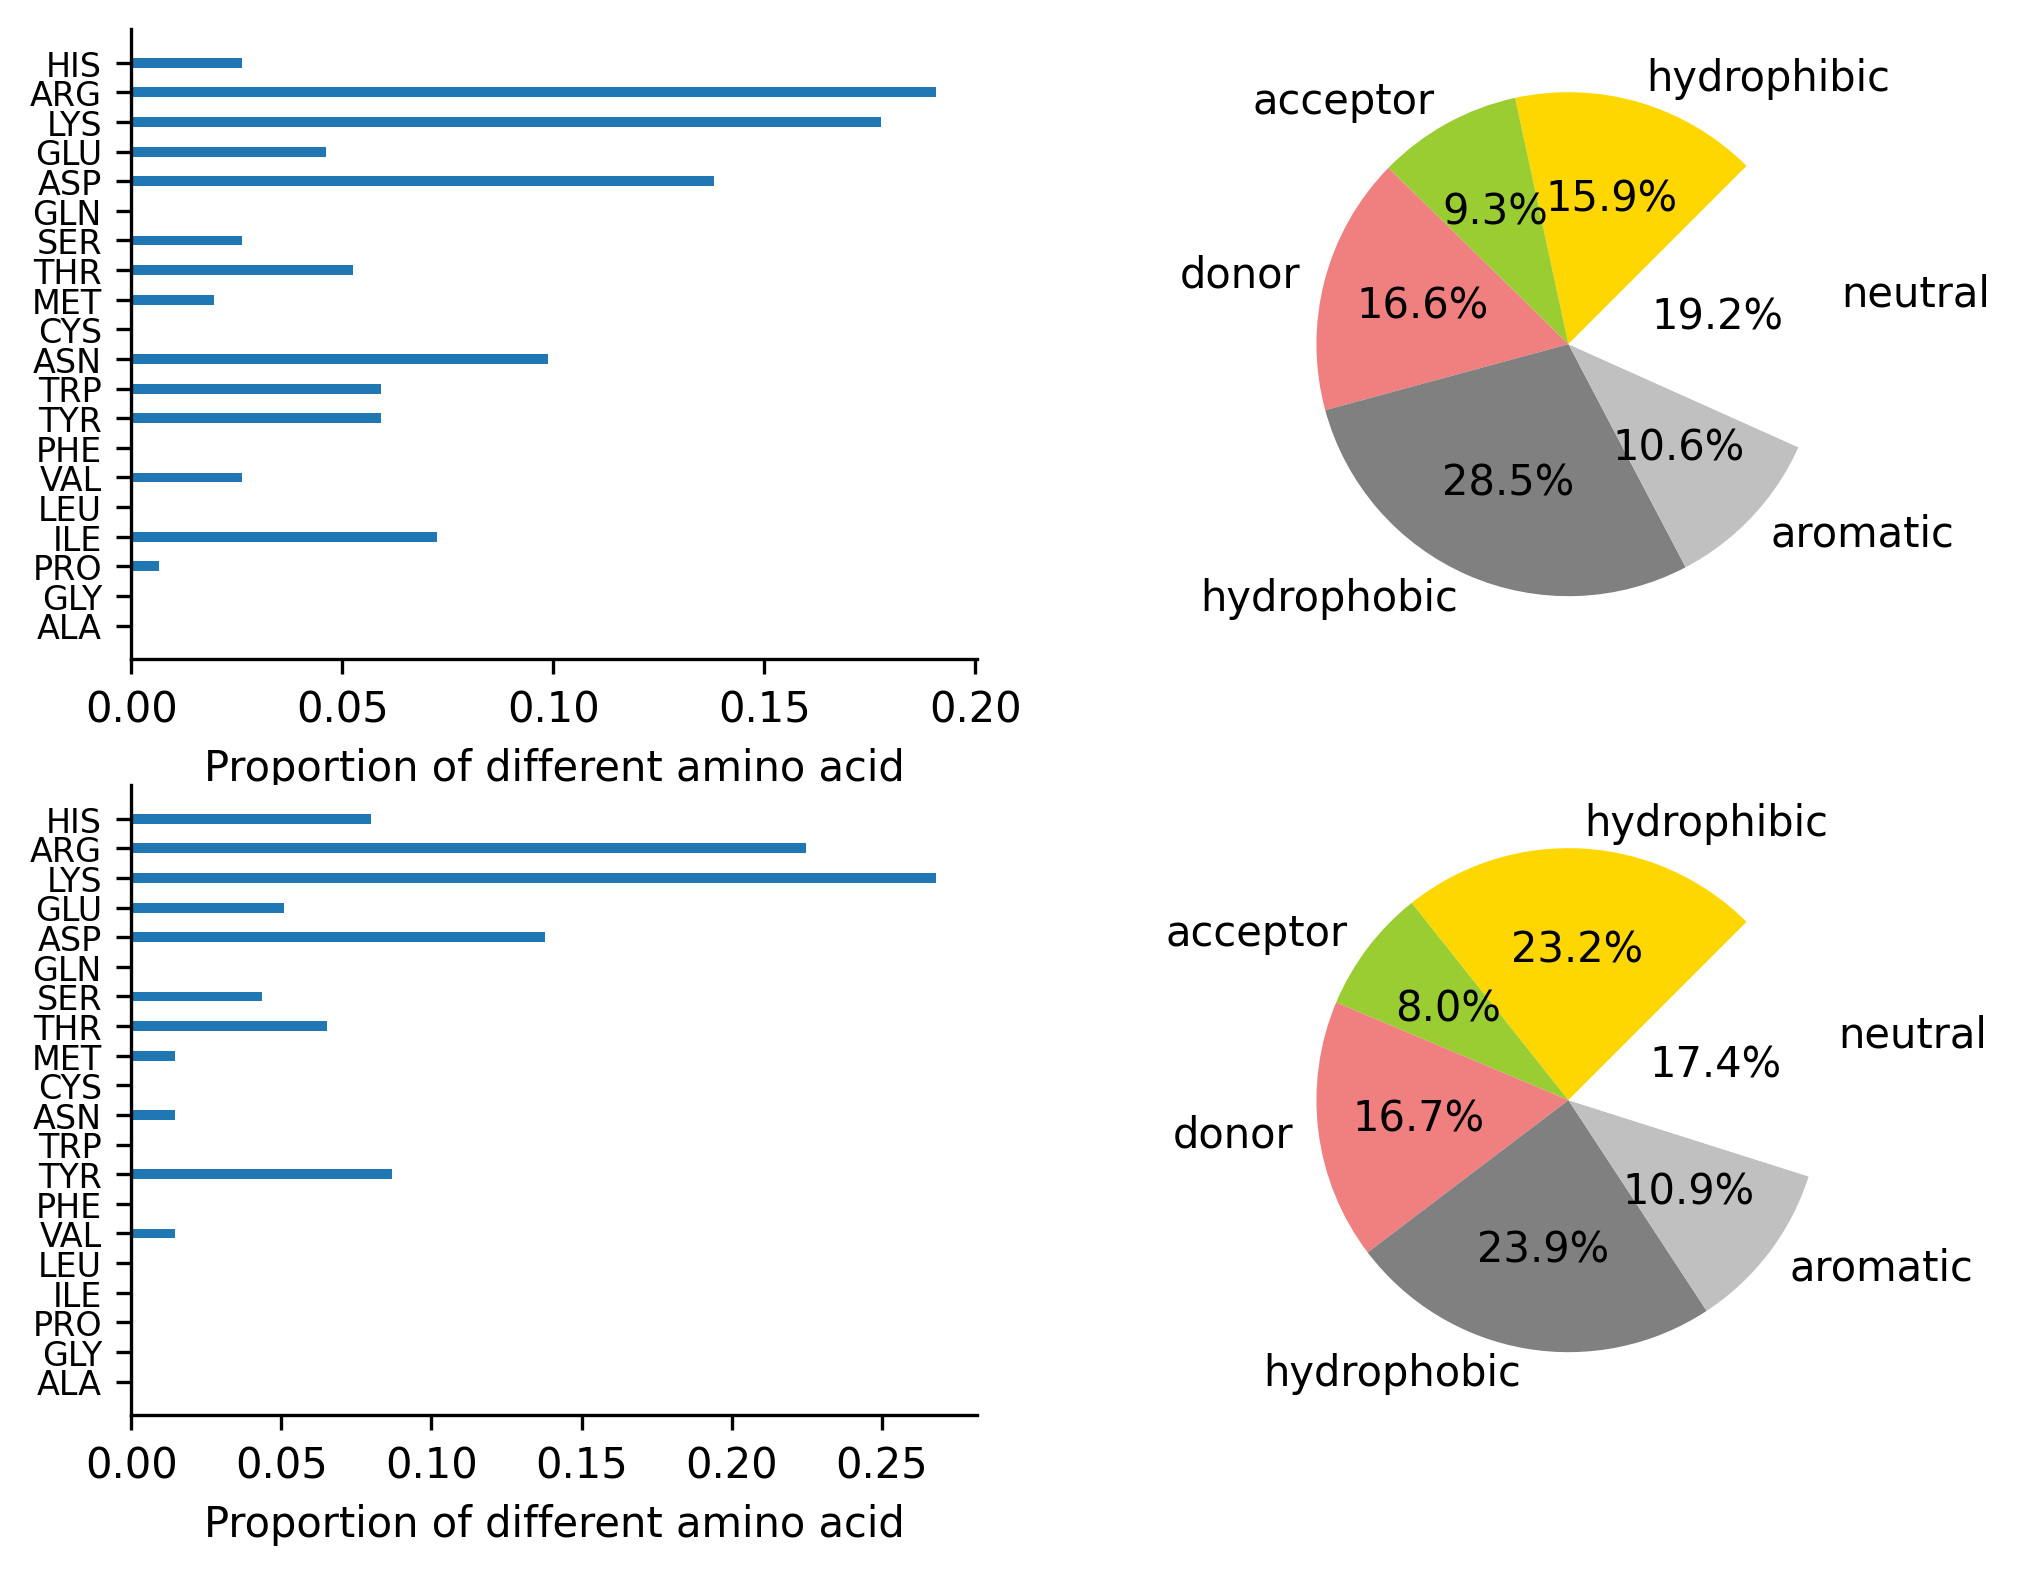 HIS
ARG
LYS
GLU
ASP
GLN
SER
THR
MET
CYS
ASN
TRP
TYR
PHE
VAL
LEU
ILE
PRO
GLY
ALA
0.00 0.05 0.10 0.15 0.20
Proportion of different amino acid
hydrophibic
acceptor
15.9%
9.3%
donor
neutral
16.6%
19.2%
10.6%
28.5%
aromatic
hydrophobic
HIS
ARG
LYS
GLU
ASP
GLN
SER
THR
MET
CYS
ASN
TRP
TYR
PHE
VAL
LEU
ILE
PRO
GLY
ALA
0.00 0.05 0.10 0.15 0.20 0.25
Proportion of different amino acid
hydrophibic
acceptor
23.2%
8.0%
neutral
17.4%
donor
16.7%
10.9%
23.9%
aromatic
hydrophobic